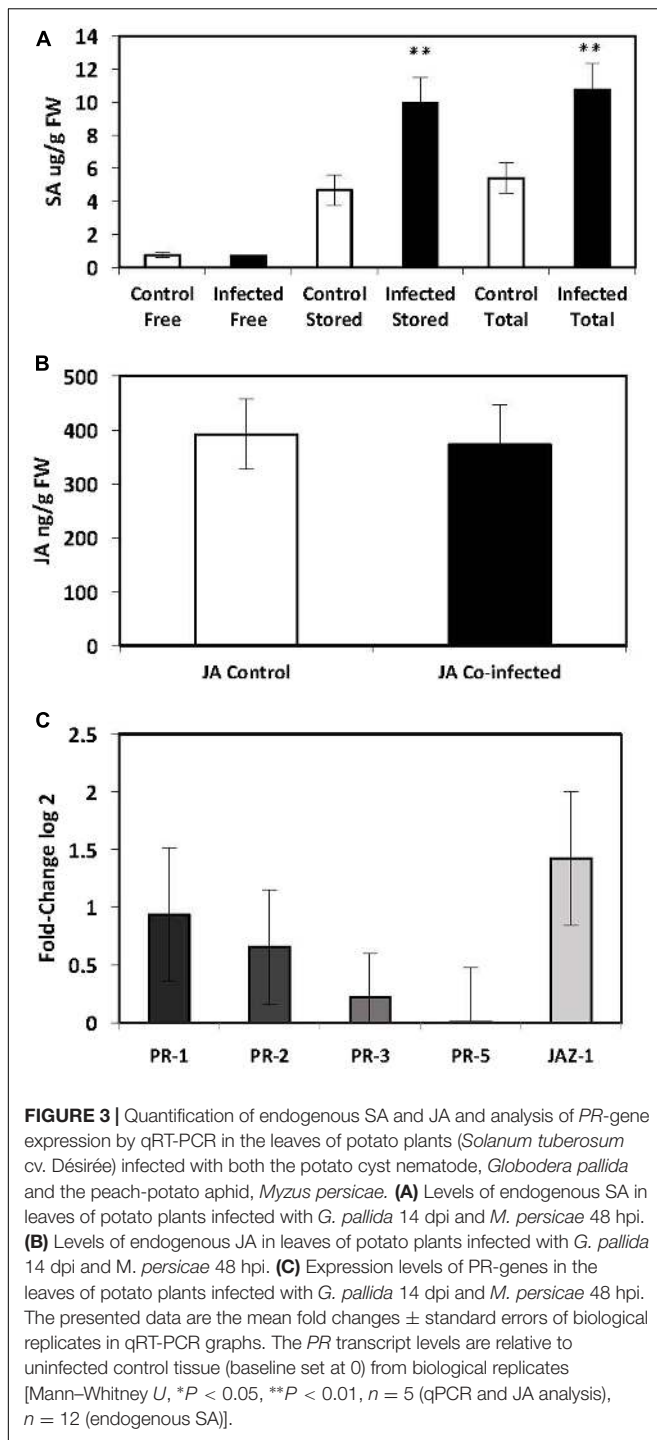 A
14
12
10
8
6
4
2
0
SA ug/g FW
**
**
Control Free
Infected Free
Control Stored
Infected Stored
Control Total
Infected Total
B
500
400
300
200
100
0
JA ng/g FW
JA Control
JA Co-infected
C
2.5
2
1.5
1
0.5
0
Fold-Change log 2
PR-1
PR-2
PR-3
PR-5
JAZ-1
FIGURE 3 | Quantification of endogenous SA and JA and analysis of PR-gene
expression by qRT-PCR in the leaves of potato plants (Solanum tuberosum
cv. Désirée) infected with both the potato cyst nematode, Globodera pallida
and the peach-potato aphid, Myzus persicae. (A) Levels of endogenous SA in
leaves of potato plants infected with G. pallida 14 dpi and M. persicae 48 hpi.
(B) Levels of endogenous JA in leaves of potato plants infected with G. pallida
14 dpi and M. persicae 48 hpi. (C) Expression levels of PR-genes in the
leaves of potato plants infected with G. pallida 14 dpi and M. persicae 48 hpi.
The presented data are the mean fold changes ± standard errors of biological
replicates in qRT-PCR graphs. The PR transcript levels are relative to
uninfected control tissue (baseline set at 0) from biological replicates
[Mann–Whitney U, *P < 0.05, **P < 0.01, n = 5 (qPCR and JA analysis),
n = 12 (endogenous SA)].